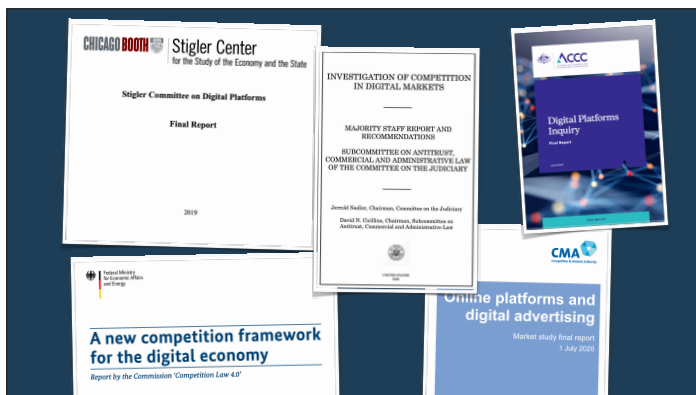 CHICAGO BOOTH
Stigler Center
for the Study of the Economy and the State
Stigler Committee on Digital Platforms
Final Report
2019
INVESTIGATION OF COMPETITION
IN DIGITAL MARKETS
MAJORITY STAFF REPORT AND
RECOMMENDATIONS
SUBCOMMITTEE ON ANTITRUST,
COMMERCIAL AND ADMINISTRATIVE LAW
OF THE COMMITTEE ON THE JUDICIARY
Jerrold Nadler, Chairman, Committee on the Judiciary
David N. Cicilline, Chairman, Subcommittee on
Antitrust, Commercial and Administrative Law
UNITED STATES
2020
ACCC
Digital Platforms
Inquiry
Final Report
Federal Ministry
for Economic Affairs
and Energy
A new competition framework
for the digital economy
Report by the Commission 'Competition Law 4.0'
CMA
Competition & Markets Authority
Online platforms and
digital advertising
Market study final report
1 July 2020